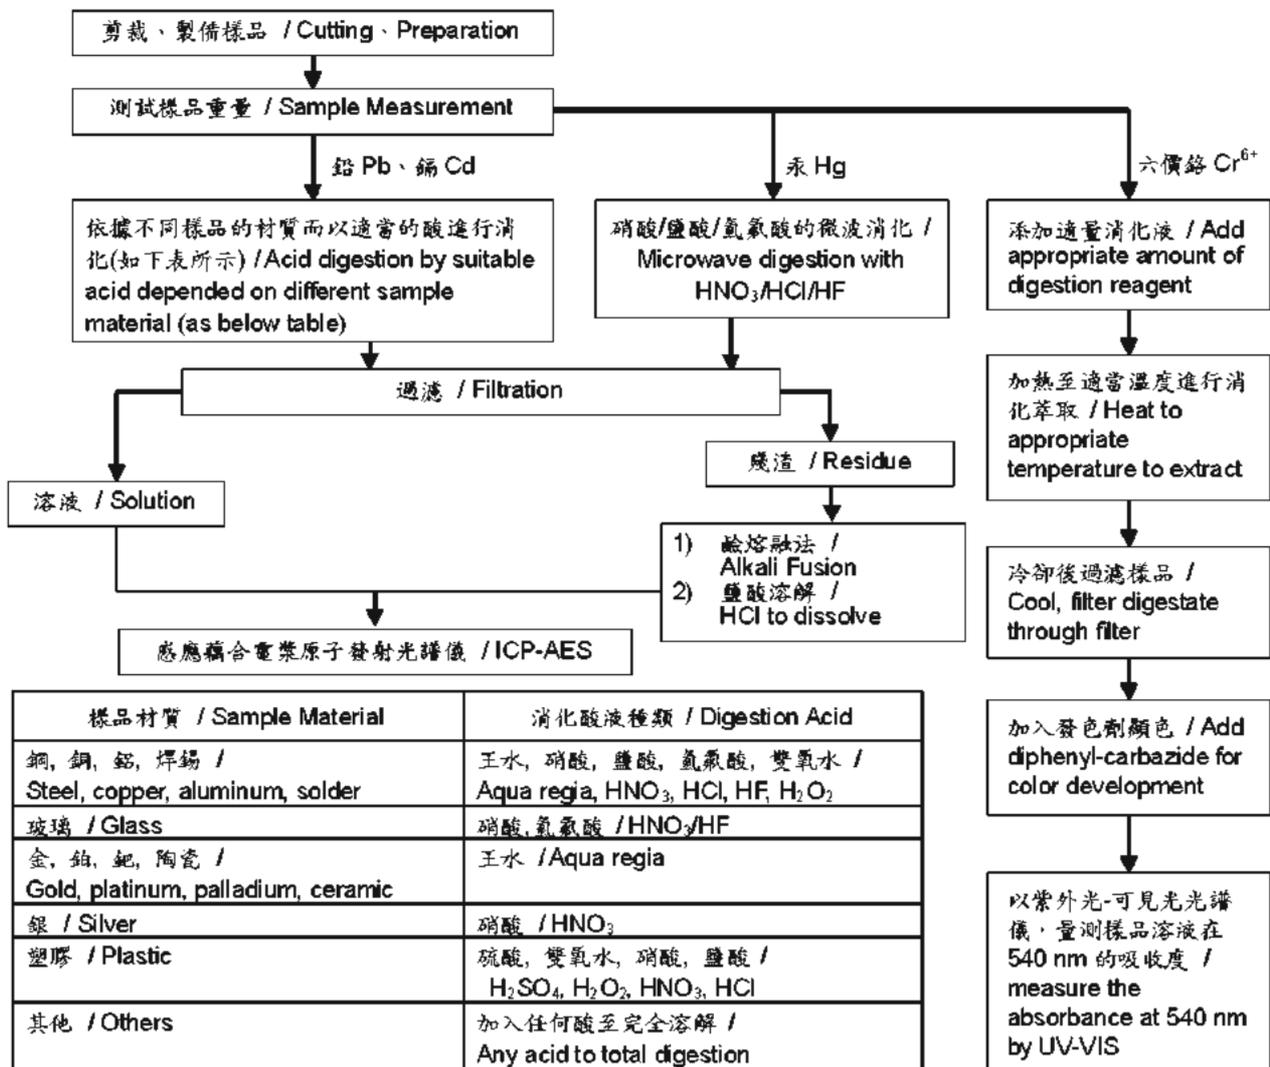 剪裁、製備樣品 / Cutting、Preparation
測試樣品重量 / Sample Measurement
鉛 Pb、鎘 Cd
汞 Hg
六價鉻 Cr⁶⁺
依據不同樣品的材質而以適當的酸進行消
化(如下表所示) / Acid digestion by suitable
acid depended on different sample
material (as below table)
硝酸/鹽酸/氫氟酸的微波消化 /
Microwave digestion with
HNO₃/HCl/HF
添加適量消化液 / Add
appropriate amount of
digestion reagent
過濾 / Filtration
加熱至適當溫度進行消
化萃取 / Heat to
appropriate
temperature to extract
溶液 / Solution
殘渣 / Residue
1) 鹼熔融法 /
Alkali Fusion
2) 鹽酸溶解 /
HCl to dissolve
冷卻後過濾樣品 /
Cool, filter digestate
through filter
感應耦合電漿原子發射光譜儀 / ICP-AES
加入發色劑顯色 / Add
diphenyl-carbazide for
color development
以紫外光-可見光光譜
儀，量測樣品溶液在
540 nm 的吸收度 /
measure the
absorbance at 540 nm
by UV-VIS
樣品材質 / Sample Material
消化酸液種類 / Digestion Acid
鋼, 銅, 鋁, 焊錫 /
Steel, copper, aluminum, solder
王水, 硝酸, 鹽酸, 氫氟酸, 雙氧水 /
Aqua regia, HNO₃, HCl, HF, H₂O₂
玻璃 / Glass
硝酸,氫氟酸 / HNO₃/HF
金, 鉑, 鈀, 陶瓷 /
Gold, platinum, palladium, ceramic
王水 / Aqua regia
銀 / Silver
硝酸 / HNO₃
塑膠 / Plastic
硫酸, 雙氧水, 硝酸, 鹽酸 /
H₂SO₄, H₂O₂, HNO₃, HCl
其他 / Others
加入任何酸至完全溶解 /
Any acid to total digestion